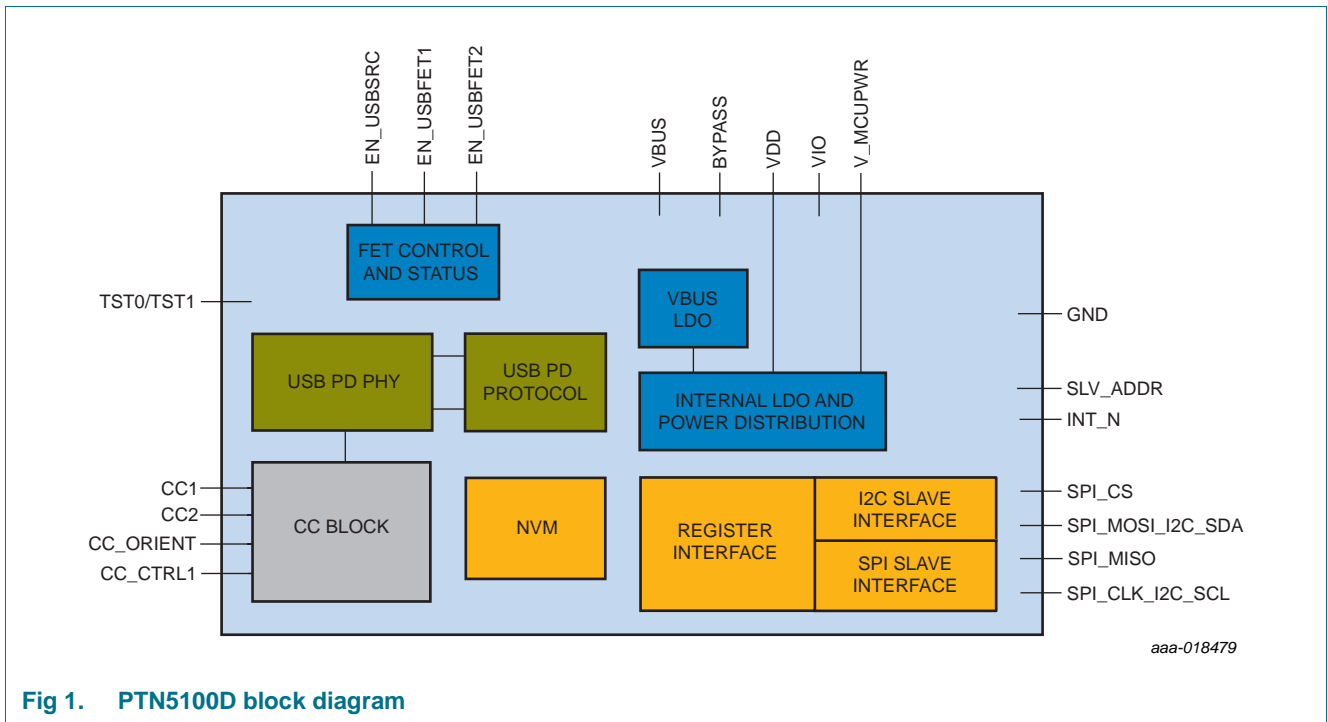 EN_USBSRC
EN_USBFET1
EN_USBFET2
VBUS
BYPASS
VDD
VIO
V_MCUPWR
FET CONTROL
AND STATUS
TST0/TST1
VBUS
LDO
GND
USB PD PHY
USB PD
PROTOCOL
INTERNAL LDO AND
POWER DISTRIBUTION
SLV_ADDR
INT_N
CC1
CC2
CC_ORIENT
CC_CTRL1
CC BLOCK
NVM
REGISTER
INTERFACE
I2C SLAVE
INTERFACE
SPI SLAVE
INTERFACE
SPI_CS
SPI_MOSI_I2C_SDA
SPI_MISO
SPI_CLK_I2C_SCL
aaa-018479
Fig 1. PTN5100D block diagram